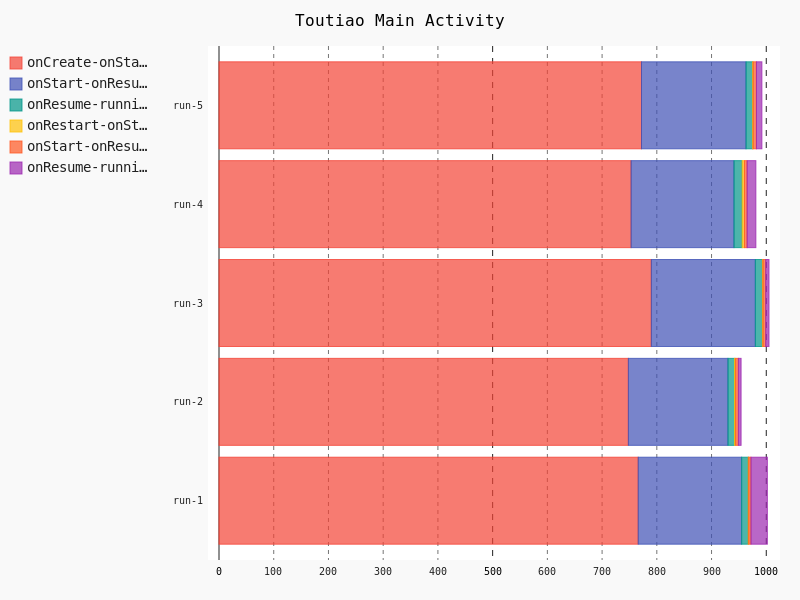 Toutiao Main Activity
onCreate-onSta…
onStart-onResu…
onResume-runni…
onRestart-onSt…
onStart-onResu…
onResume-runni…
run-5
run-4
run-3
run-2
run-1
0 100 200 300 400 500 600 700 800 900 1000